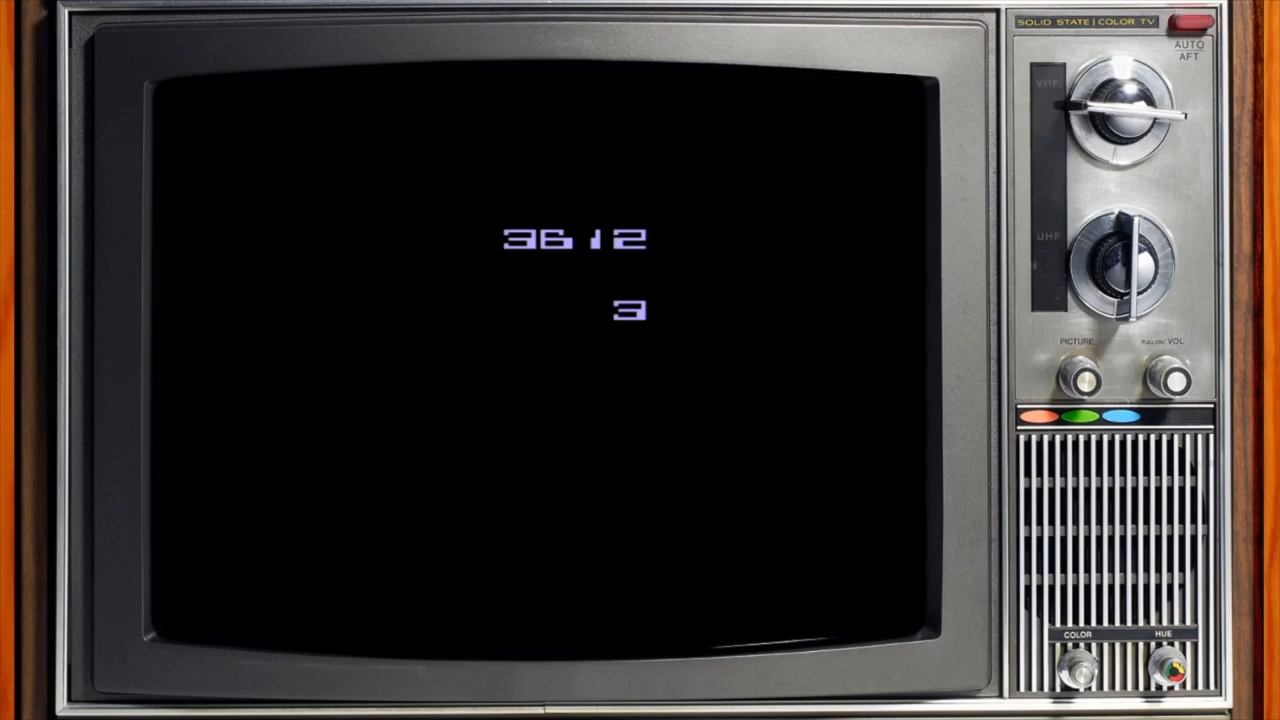 SOLID STATE | COLOR TV
AUTO
AFT
VHF
3612
UHF
3
PICTURE
PULL-ON/VOL
COLOR
HUE